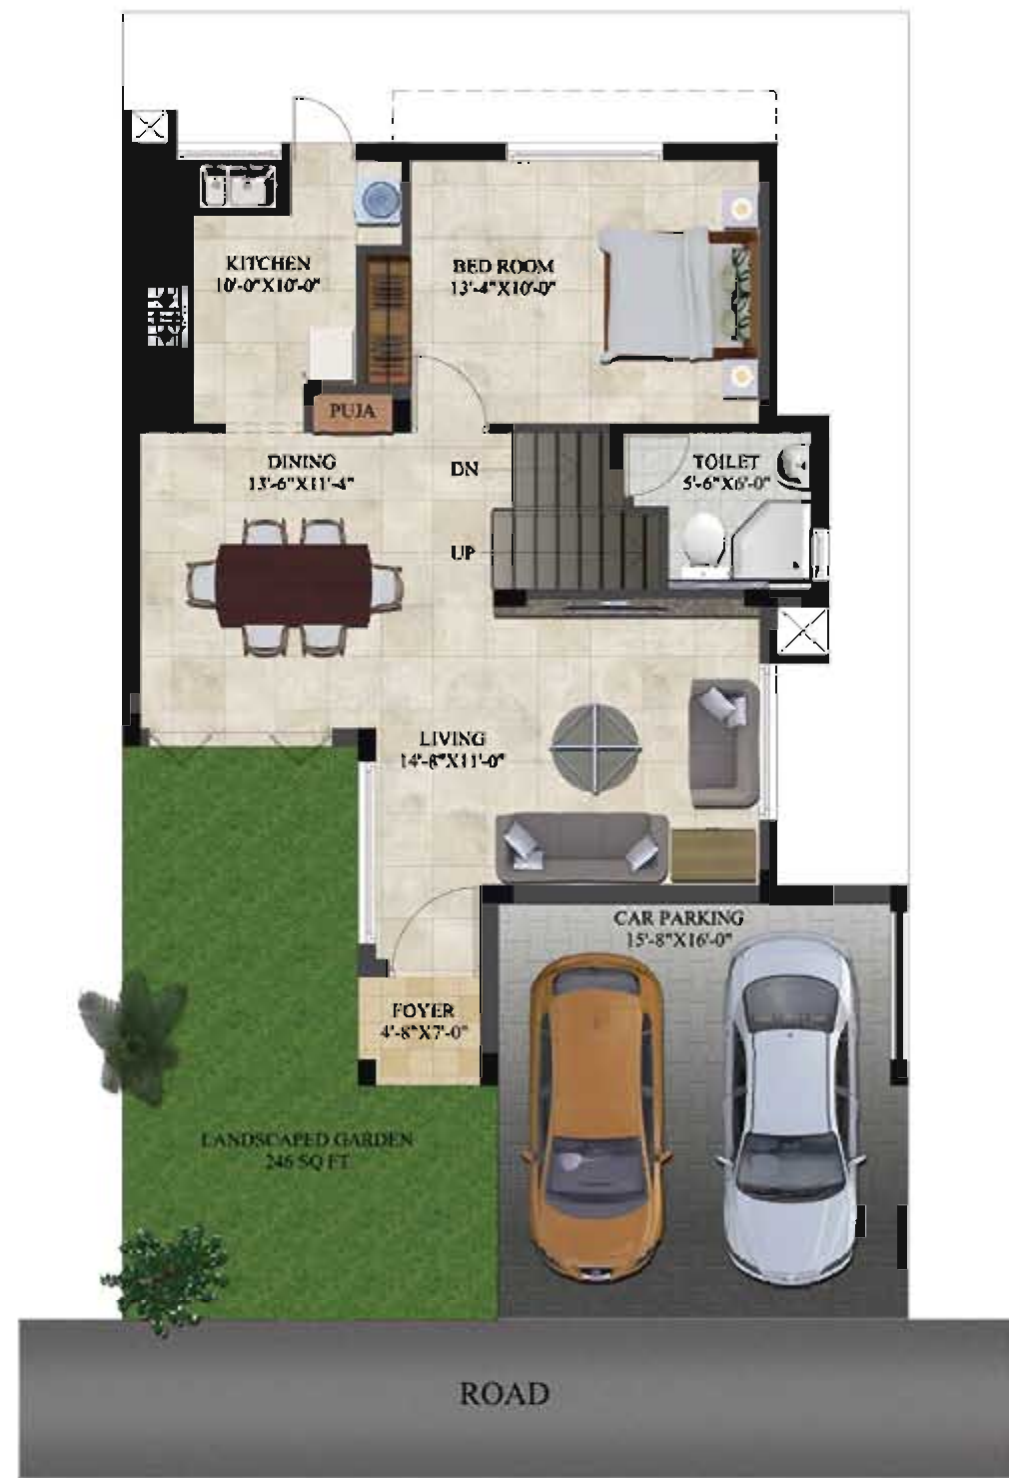 KITCHEN
10'-0"X10'-0"
BED ROOM
13'-4"X10'-0"
PUJA
DINING
13'-6"X11'-4"
DN
TOILET
5'-6"X6'-0"
UP
LIVING
14'-8"X11'-0"
CAR PARKING
15'-8"X16'-0"
FOYER
4'-8"X7'-0"
LANDSCAPED GARDEN
246 SQ FT
ROAD